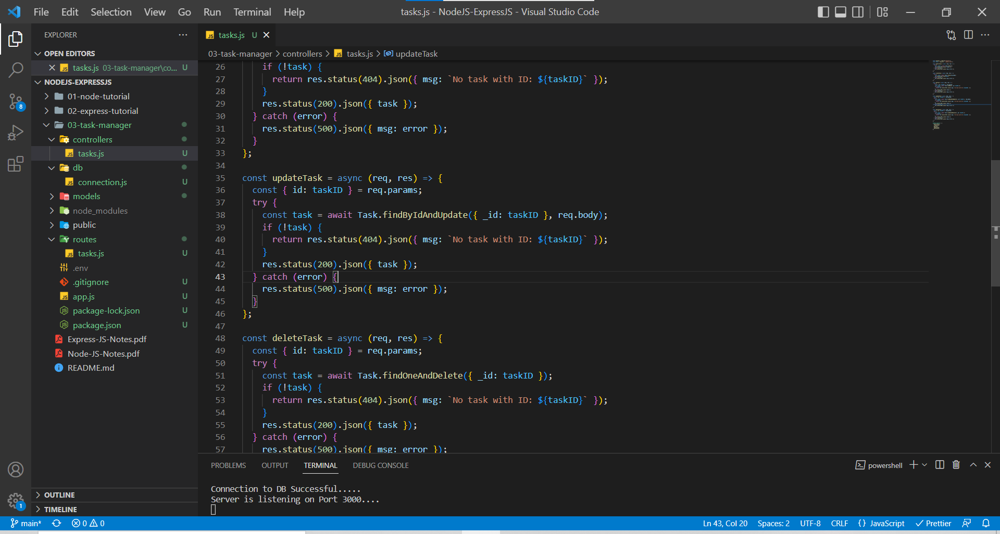 File Edit Selection View Go Run Terminal Help
tasks.js - NodeJS-ExpressJS - Visual Studio Code
EXPLORER
OPEN EDITORS
tasks.js 03-task-manager\co... U
NODEJS-EXPRESSJS
01-node-tutorial
02-express-tutorial
03-task-manager
controllers
tasks.js U
db
connection.js U
models
node_modules
public
routes
tasks.js U
.env
.gitignore U
app.js U
package-lock.json U
package.json U
Express-JS-Notes.pdf
Node-JS-Notes.pdf
README.md
OUTLINE
TIMELINE
8
1
tasks.js U
03-task-manager > controllers > JS tasks.js > updateTask
26 if (!task) {
27 return res.status(404).json({ msg: `No task with ID: ${taskID}` });
28 }
29 res.status(200).json({ task });
30 } catch (error) {
31 res.status(500).json({ msg: error });
32 }
33 };
34
35 const updateTask = async (req, res) => {
36 const { id: taskID } = req.params;
37 try {
38 const task = await Task.findByIdAndUpdate({ _id: taskID }, req.body);
39 if (!task) {
40 return res.status(404).json({ msg: `No task with ID: ${taskID}` });
41 }
42 res.status(200).json({ task });
43 } catch (error) {
44 res.status(500).json({ msg: error });
45 }
46 };
47
48 const deleteTask = async (req, res) => {
49 const { id: taskID } = req.params;
50 try {
51 const task = await Task.findOneAndDelete({ _id: taskID });
52 if (!task) {
53 return res.status(404).json({ msg: `No task with ID: ${taskID}` });
54 }
55 res.status(200).json({ task });
56 } catch (error) {
57 res.status(500).json({ msg: error });
PROBLEMS OUTPUT TERMINAL DEBUG CONSOLE
powershell
Connection to DB Successful.....
Server is listening on Port 3000....
main* 0 0
Ln 43, Col 20 Spaces: 2 UTF-8 CRLF {} JavaScript Prettier